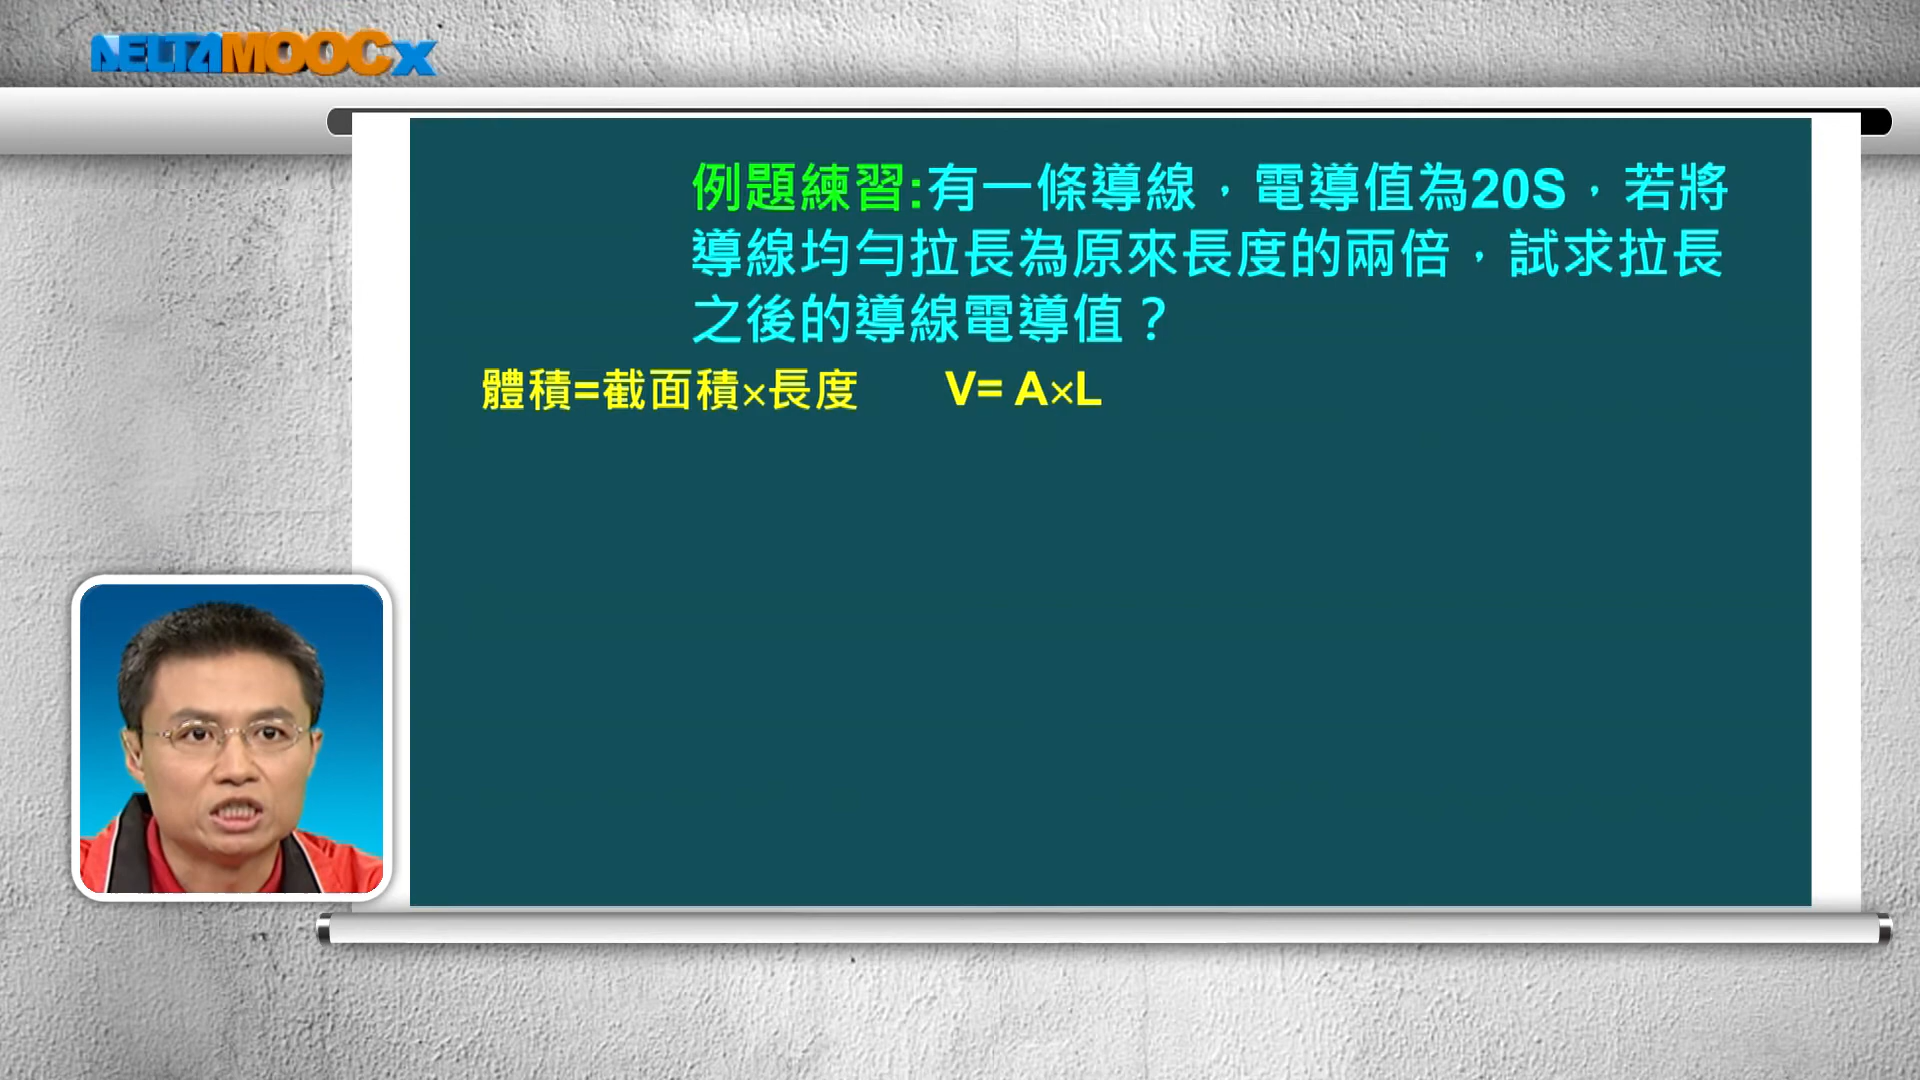 DELTAMOOCx
例題練習:有一條導線，電導值為20S，若將
導線均勻拉長為原來長度的兩倍，試求拉長
之後的導線電導值？
體積=截面積×長度 V= A×L